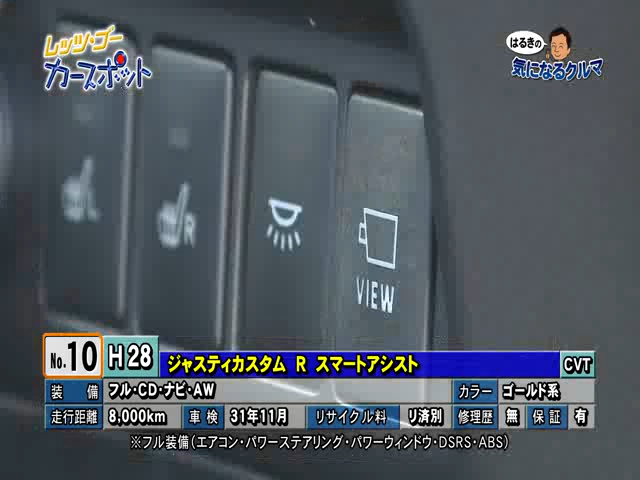 レッツ・ゴー
カースポット
はるきの
気になるクルマ
L
R
VIEW
No.10 H28 ジャスティカスタム R スマートアシスト CVT
装備 フル・CD・ナビ・AW カラー ゴールド系
走行距離 8,000km 車検 31年11月 リサイクル料 リ済別 修理歴 無 保証 有
※フル装備(エアコン・パワーステアリング・パワーウィンドウ・DSRS・ABS)